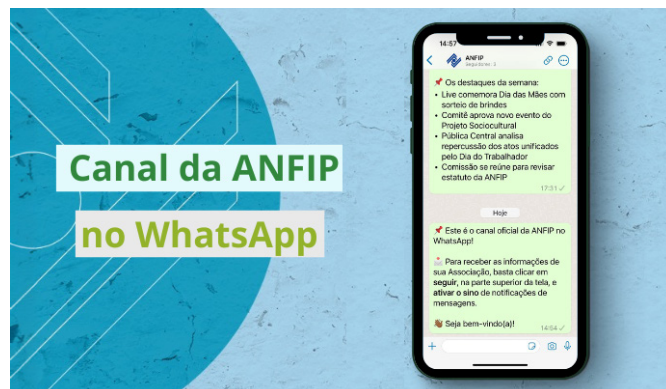 Canal da ANFIP
no WhatsApp
14:57
ANFIP
📌 Os destaques da semana:
• Live comemora Dia das Mães com
sorteio de brindes
• Comitê aprova novo evento do
Projeto Sociocultural
• Pública Central analisa
repercussão dos atos unificados
pelo Dia do Trabalhador
• Comissão se reúne para revisar
estatuto da ANFIP
17:51
Hoje
📌 Este é o canal oficial da ANFIP no
WhatsApp!
📩 Para receber as informações de
sua Associação, basta clicar em
seguir, na parte superior da tela, e
ativar o sino de notificações de
mensagens.
👋🏽 Seja bem-vindo(a)!
14:54